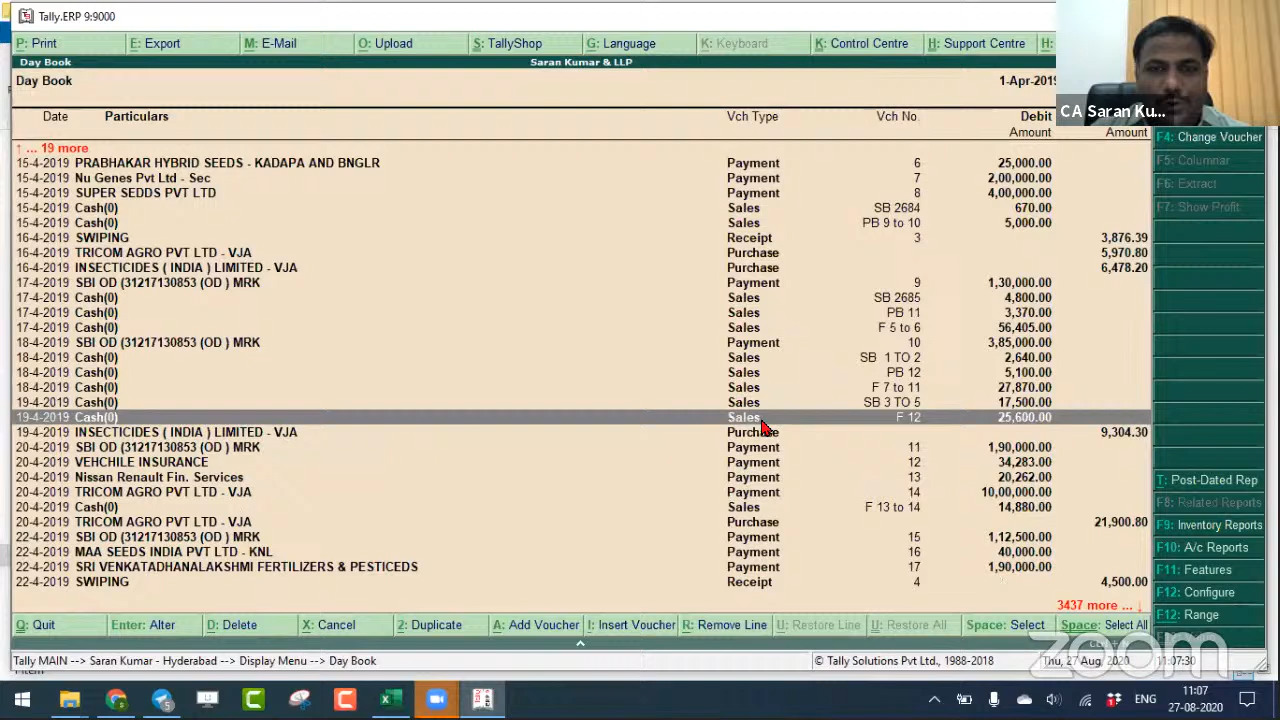 Tally.ERP 9:9000
P: Print E: Export M: E-Mail O: Upload S: TallyShop G: Language K: Keyboard K: Control Centre H: Support Centre H:
Day Book Saran Kumar & LLP
Day Book 1-Apr-2019
CA Saran Ku...
Date Particulars Vch Type Vch No. Debit
Amount Amount
↑ ... 19 more
15-4-2019 PRABHAKAR HYBRID SEEDS - KADAPA AND BNGLR Payment 6 25,000.00
15-4-2019 Nu Genes Pvt Ltd - Sec Payment 7 2,00,000.00
15-4-2019 SUPER SEDDS PVT LTD Payment 8 4,00,000.00
15-4-2019 Cash(0) Sales SB 2684 670.00
15-4-2019 Cash(0) Sales PB 9 to 10 5,000.00
16-4-2019 SWIPING Receipt 3 3,876.39
16-4-2019 TRICOM AGRO PVT LTD - VJA Purchase 5,970.80
16-4-2019 INSECTICIDES ( INDIA ) LIMITED - VJA Purchase 6,478.20
17-4-2019 SBI OD (31217130853 (OD ) MRK Payment 9 1,30,000.00
17-4-2019 Cash(0) Sales SB 2685 4,800.00
17-4-2019 Cash(0) Sales PB 11 3,370.00
17-4-2019 Cash(0) Sales F 5 to 6 56,405.00
18-4-2019 SBI OD (31217130853 (OD ) MRK Payment 10 3,85,000.00
18-4-2019 Cash(0) Sales SB 1 TO 2 2,640.00
18-4-2019 Cash(0) Sales PB 12 5,100.00
18-4-2019 Cash(0) Sales F 7 to 11 27,870.00
19-4-2019 Cash(0) Sales SB 3 TO 5 17,500.00
19-4-2019 Cash(0) Sales F 12 25,600.00
19-4-2019 INSECTICIDES ( INDIA ) LIMITED - VJA Purchase 9,304.30
20-4-2019 SBI OD (31217130853 (OD ) MRK Payment 11 1,90,000.00
20-4-2019 VEHCHILE INSURANCE Payment 12 34,283.00
20-4-2019 Nissan Renault Fin. Services Payment 13 20,262.00
20-4-2019 TRICOM AGRO PVT LTD - VJA Payment 14 10,00,000.00
20-4-2019 Cash(0) Sales F 13 to 14 14,880.00
20-4-2019 TRICOM AGRO PVT LTD - VJA Purchase 21,900.80
22-4-2019 SBI OD (31217130853 (OD ) MRK Payment 15 1,12,500.00
22-4-2019 MAA SEEDS INDIA PVT LTD - KNL Payment 16 40,000.00
22-4-2019 SRI VENKATADHANALAKSHMI FERTILIZERS & PESTICEDS Payment 17 1,90,000.00
22-4-2019 SWIPING Receipt 4 4,500.00
3437 more ... ↓
F4: Change Voucher
F5: Columnar
F6: Extract
F7: Show Profit
T: Post-Dated Rep
F8: Related Reports
F9: Inventory Reports
F10: A/c Reports
F11: Features
F12: Configure
F12: Range
Q: Quit Enter: Alter D: Delete X: Cancel 2: Duplicate A: Add Voucher I: Insert Voucher R: Remove Line U: Restore Line U: Restore All Space: Select Space: Select All
Tally MAIN --> Saran Kumar - Hyderabad --> Display Menu --> Day Book © Tally Solutions Pvt Ltd., 1988-2018 Thu, 27 Aug, 2020 11:07:30
zoom
ENG 11:07
27-08-2020